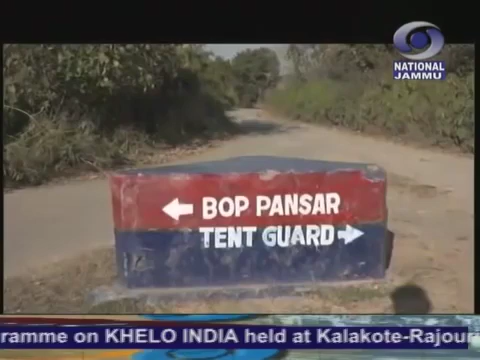 NATIONAL
JAMMU
BOP PANSAR
TENT GUARD
ramme on KHELO INDIA held at Kalakote-Rajour